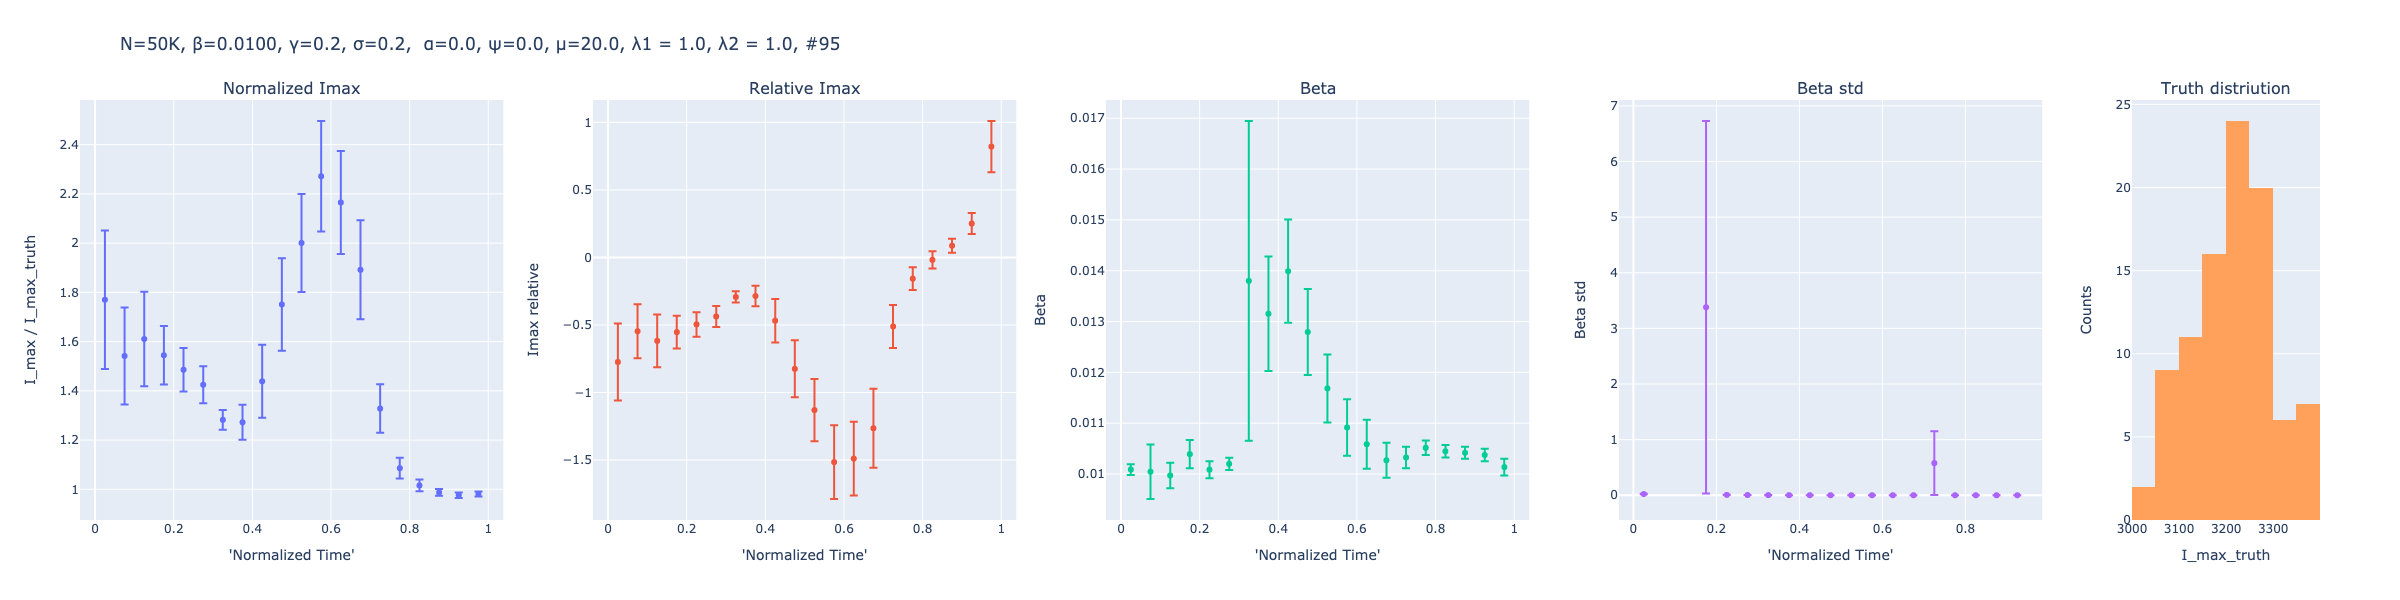 N=50K, β=0.0100, γ=0.2, σ=0.2,  α=0.0, ψ=0.0, μ=20.0, λ1 = 1.0, λ2 = 1.0, #95
Normalized Imax
I_max / I_max_truth
2.4
2.2
2
1.8
1.6
1.4
1.2
1
0 0.2 0.4 0.6 0.8 1
'Normalized Time'
Relative Imax
Imax relative
1
0.5
0
−0.5
−1
−1.5
0 0.2 0.4 0.6 0.8 1
'Normalized Time'
Beta
Beta
0.017
0.016
0.015
0.014
0.013
0.012
0.011
0.01
0 0.2 0.4 0.6 0.8 1
'Normalized Time'
Beta std
Beta std
7
6
5
4
3
2
1
0
0 0.2 0.4 0.6 0.8
'Normalized Time'
Truth distriution
Counts
25
20
15
10
5
0
3000 3100 3200 3300
I_max_truth